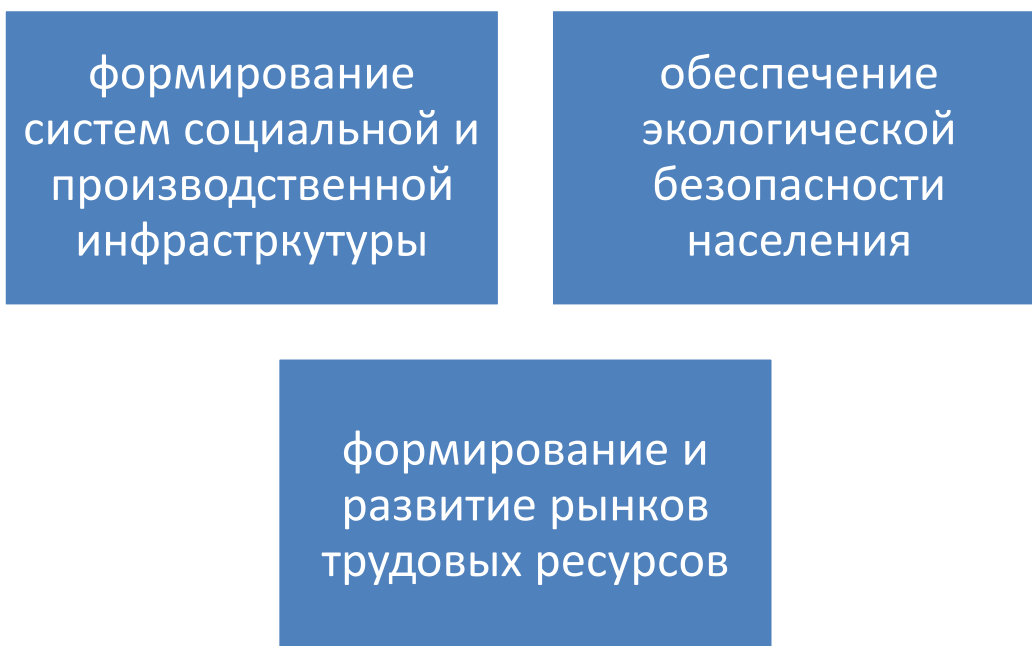 формирование
систем социальной и
производственной
инфрастркутуры
обеспечение
экологической
безопасности
населения
формирование и
развитие рынков
трудовых ресурсов